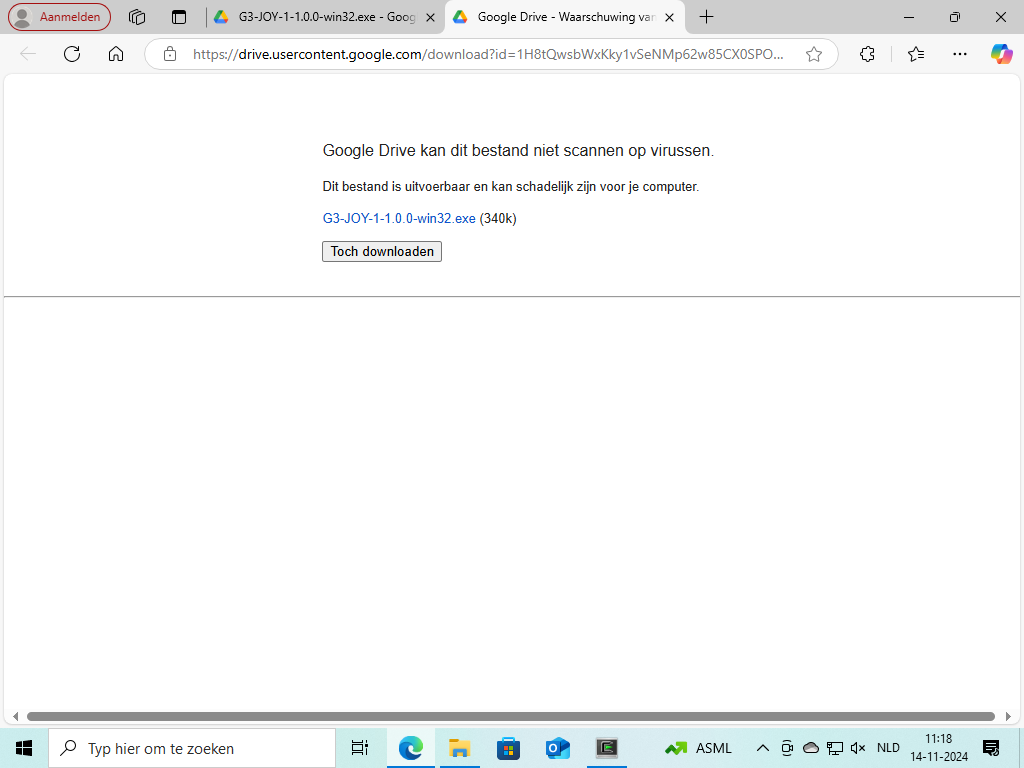 Aanmelden
G3-JOY-1-1.0.0-win32.exe - Goog
Google Drive - Waarschuwing van
https://drive.usercontent.google.com/download?id=1H8tQwsbWxKky1vSeNMp62w85CX0SPO...
Google Drive kan dit bestand niet scannen op virussen.
Dit bestand is uitvoerbaar en kan schadelijk zijn voor je computer.
G3-JOY-1-1.0.0-win32.exe (340k)
Toch downloaden
Typ hier om te zoeken
ASML
NLD
11:18
14-11-2024